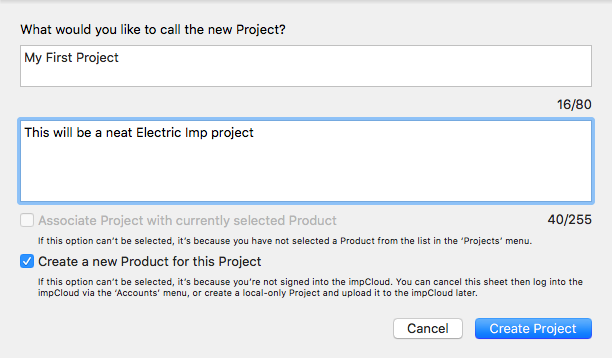 What would you like to call the new Project?
My First Project
16/80
This will be a neat Electric Imp project
Associate Project with currently selected Product
40/255
If this option can't be selected, it's because you have not selected a Product from the list in the 'Projects' menu.
Create a new Product for this Project
If this option can't be selected, it's because you're not signed into the impCloud. You can cancel this sheet then log into the
impCloud via the 'Accounts' menu, or create a local-only Project and upload it to the impCloud later.
Cancel
Create Project